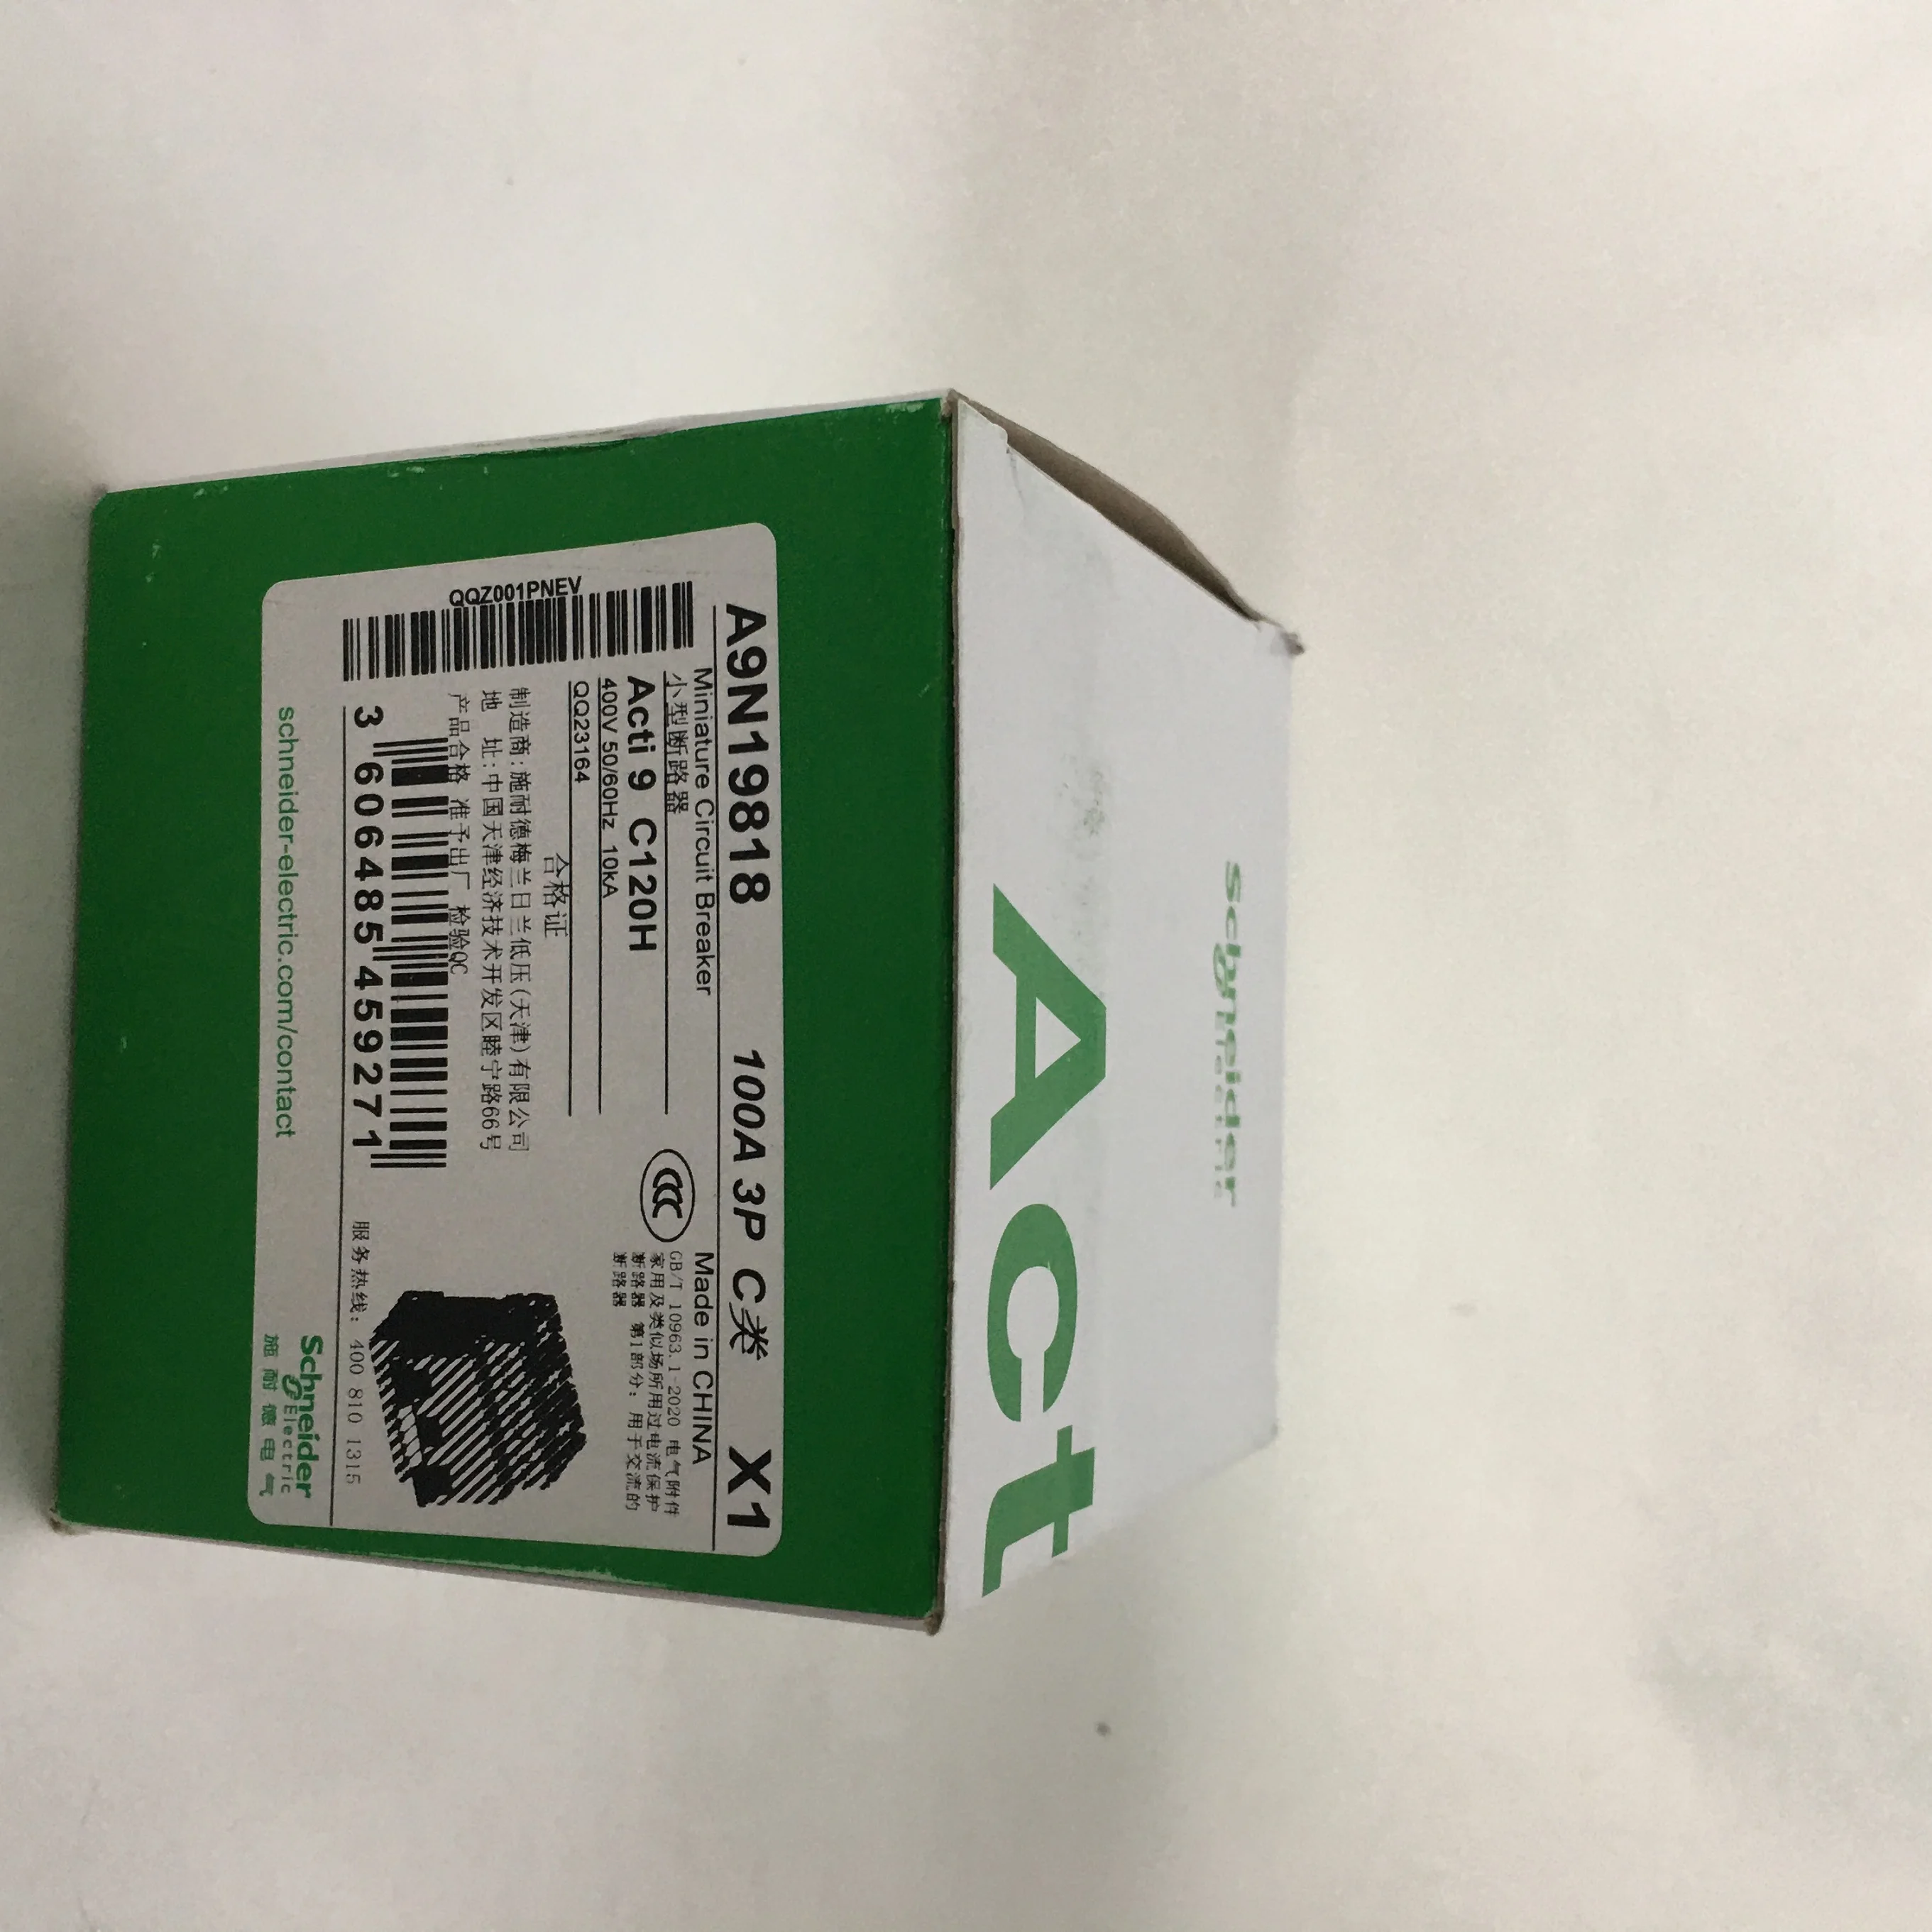 A9N19818 100A 3P C类 X1
Miniature Circuit Breaker
小型断路器
Acti 9 C120H
400V 50/60Hz 10kA
QQ23164
Made in CHINA
CCC
GB/T 10963.1-2020 电气附件
家用及类似场所用过电流保护
断路器 第1部分：用于交流的
断路器
合格证
制造商:施耐德梅兰日兰低压(天津)有限公司
地 址:中国天津经济技术开发区睦宁路66号
产品合格 准予出厂 检验QC
QQZ001PNEV
3 606485 459271
服务热线: 400 810 1315
schneider-electric.com/contact
Schneider
Electric
施耐德电气
Act
Schneider
Electric